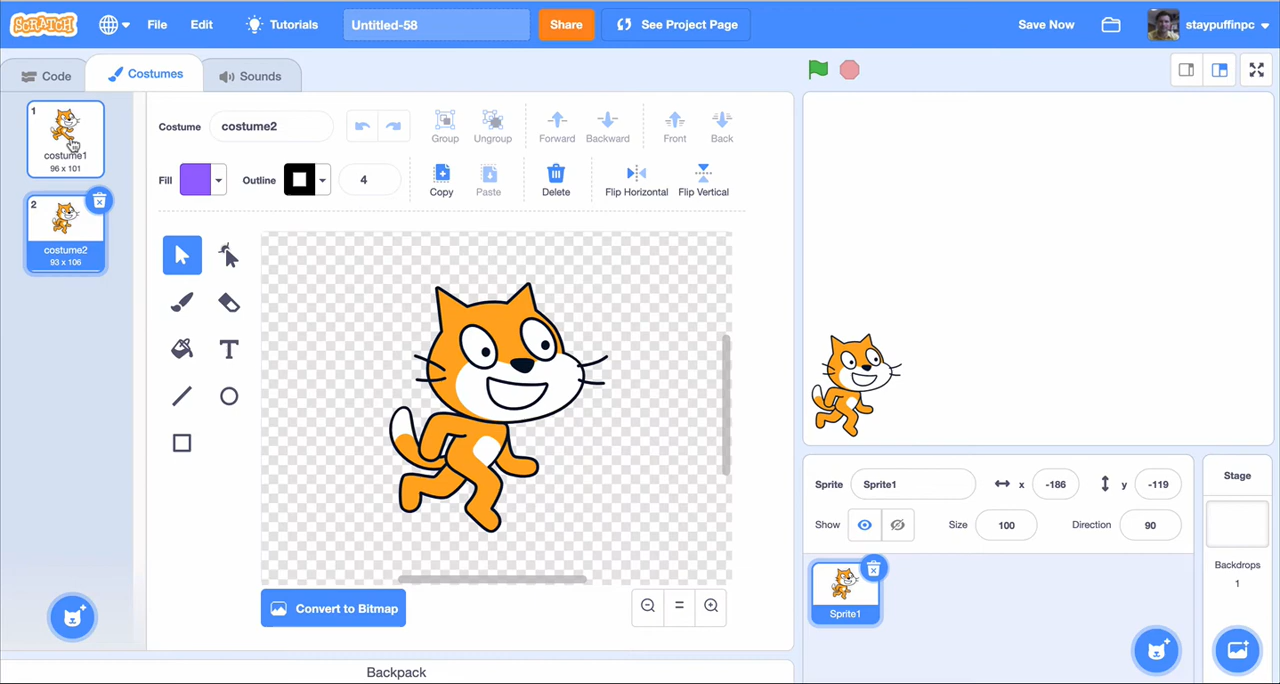 SCRATCH
File
Edit
Tutorials
Untitled-58
Share
See Project Page
Save Now
staypuffinpc
Code
Costumes
Sounds
1
costume1
96 x 101
2
costume2
93 x 106
Costume
costume2
Group
Ungroup
Forward
Backward
Front
Back
Fill
Outline
4
Copy
Paste
Delete
Flip Horizontal
Flip Vertical
T
Convert to Bitmap
Backpack
Sprite
Sprite1
x
-186
y
-119
Show
Size
100
Direction
90
Sprite1
Stage
Backdrops
1